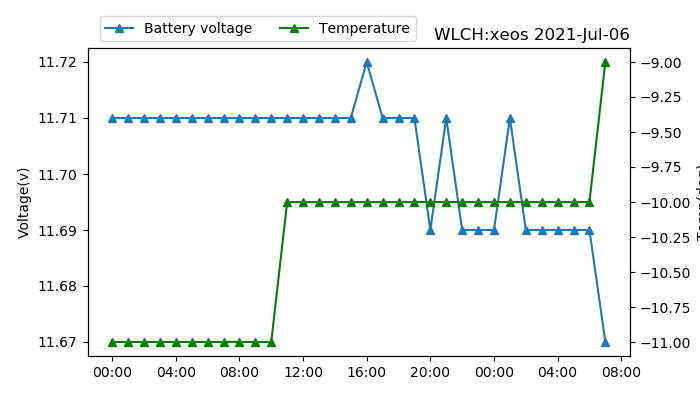 Battery voltage Temperature
WLCH:xeos 2021-Jul-06
11.72 −9.00
−9.25
11.71 −9.50
−9.75
11.70
11.69 −10.00
−10.25
11.68 −10.50
−10.75
11.67 −11.00
Voltage(v)
00:00 04:00 08:00 12:00 16:00 20:00 00:00 04:00 08:00